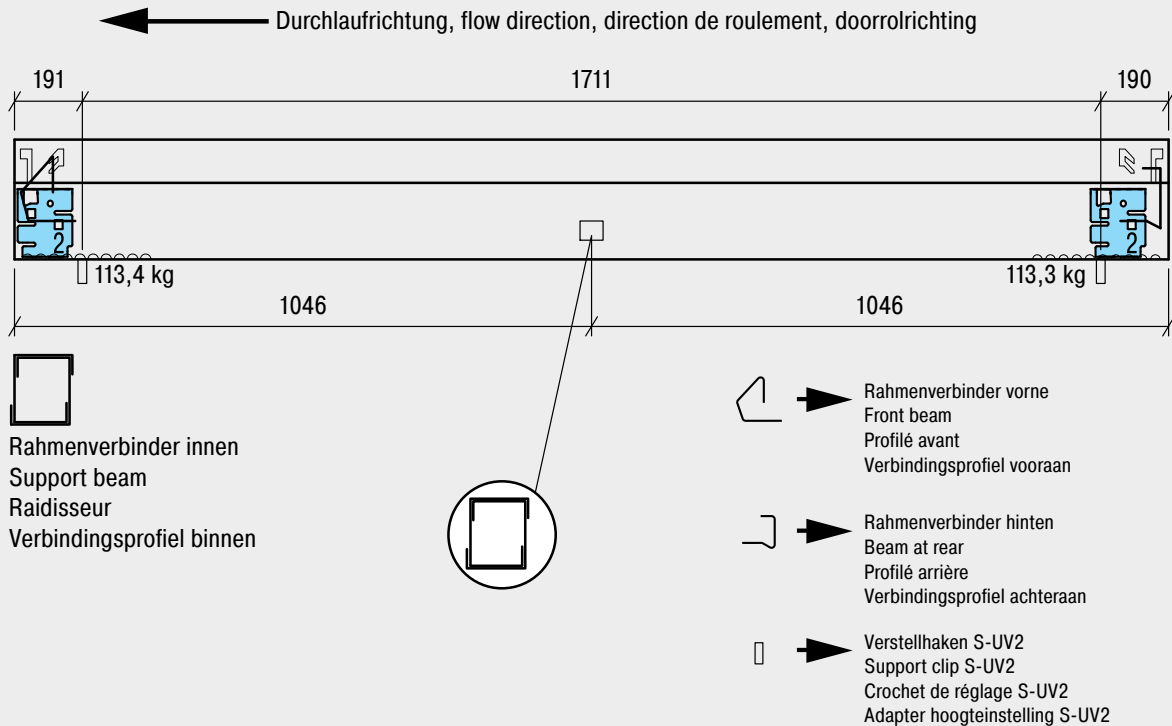 Durchlaufrichtung, flow direction, direction de roulement, doorrolrichting
191
1711
190
2
2
113,4 kg
113,3 kg
1046
1046
Rahmenverbinder innen
Support beam
Raidisseur
Verbindingsprofiel binnen
Rahmenverbinder vorne
Front beam
Profilé avant
Verbindingsprofiel vooraan
Rahmenverbinder hinten
Beam at rear
Profilé arrière
Verbindingsprofiel achteraan
Verstellhaken S-UV2
Support clip S-UV2
Crochet de réglage S-UV2
Adapter hoogteinstelling S-UV2